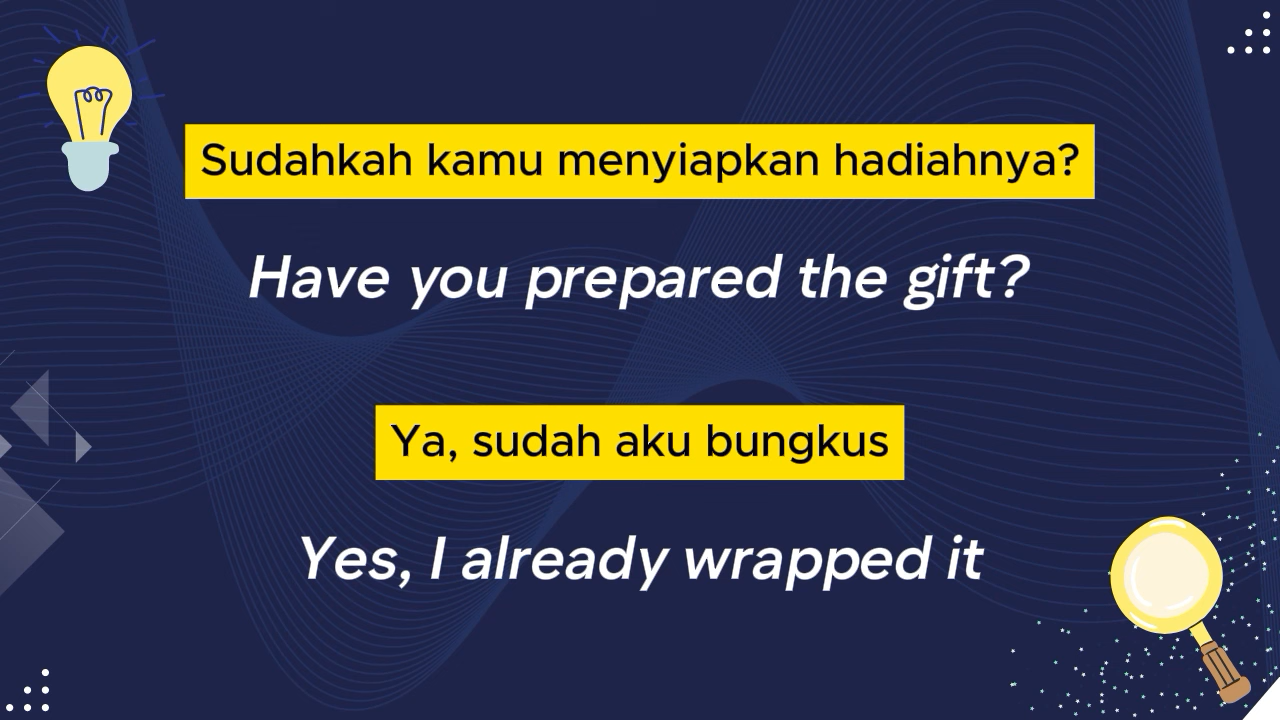 Sudahkah kamu menyiapkan hadiahnya?
Have you prepared the gift?
Ya, sudah aku bungkus
Yes, I already wrapped it